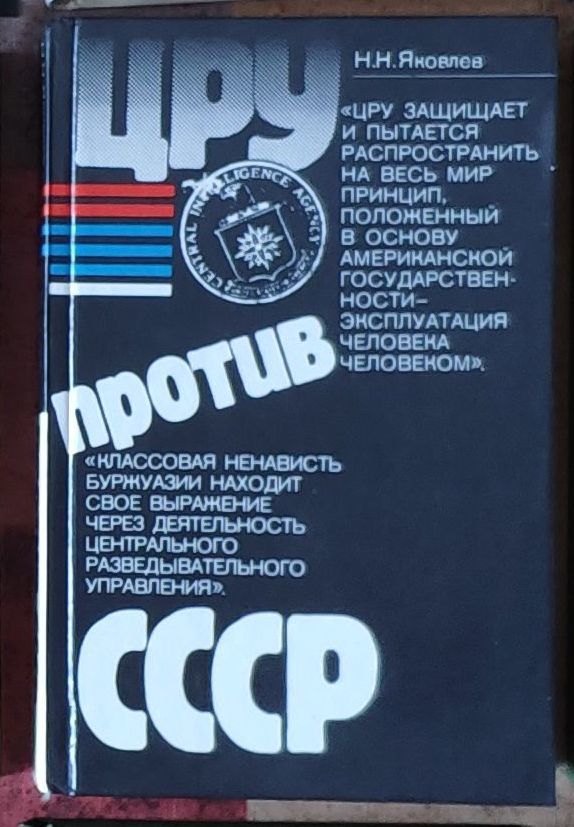 ЦРУ
Н.Н.Яковлев
«ЦРУ ЗАЩИЩАЕТ
И ПЫТАЕТСЯ
РАСПРОСТРАНИТЬ
НА ВЕСЬ МИР
ПРИНЦИП,
ПОЛОЖЕННЫЙ
В ОСНОВУ
АМЕРИКАНСКОЙ
ГОСУДАРСТВЕН-
НОСТИ–
ЭКСПЛУАТАЦИЯ
ЧЕЛОВЕКА
ЧЕЛОВЕКОМ».
CENTRAL INTELLIGENCE AGENCY
против
«КЛАССОВАЯ НЕНАВИСТЬ
БУРЖУАЗИИ НАХОДИТ
СВОЕ ВЫРАЖЕНИЕ
ЧЕРЕЗ ДЕЯТЕЛЬНОСТЬ
ЦЕНТРАЛЬНОГО
РАЗВЕДЫВАТЕЛЬНОГО
УПРАВЛЕНИЯ».
СССР